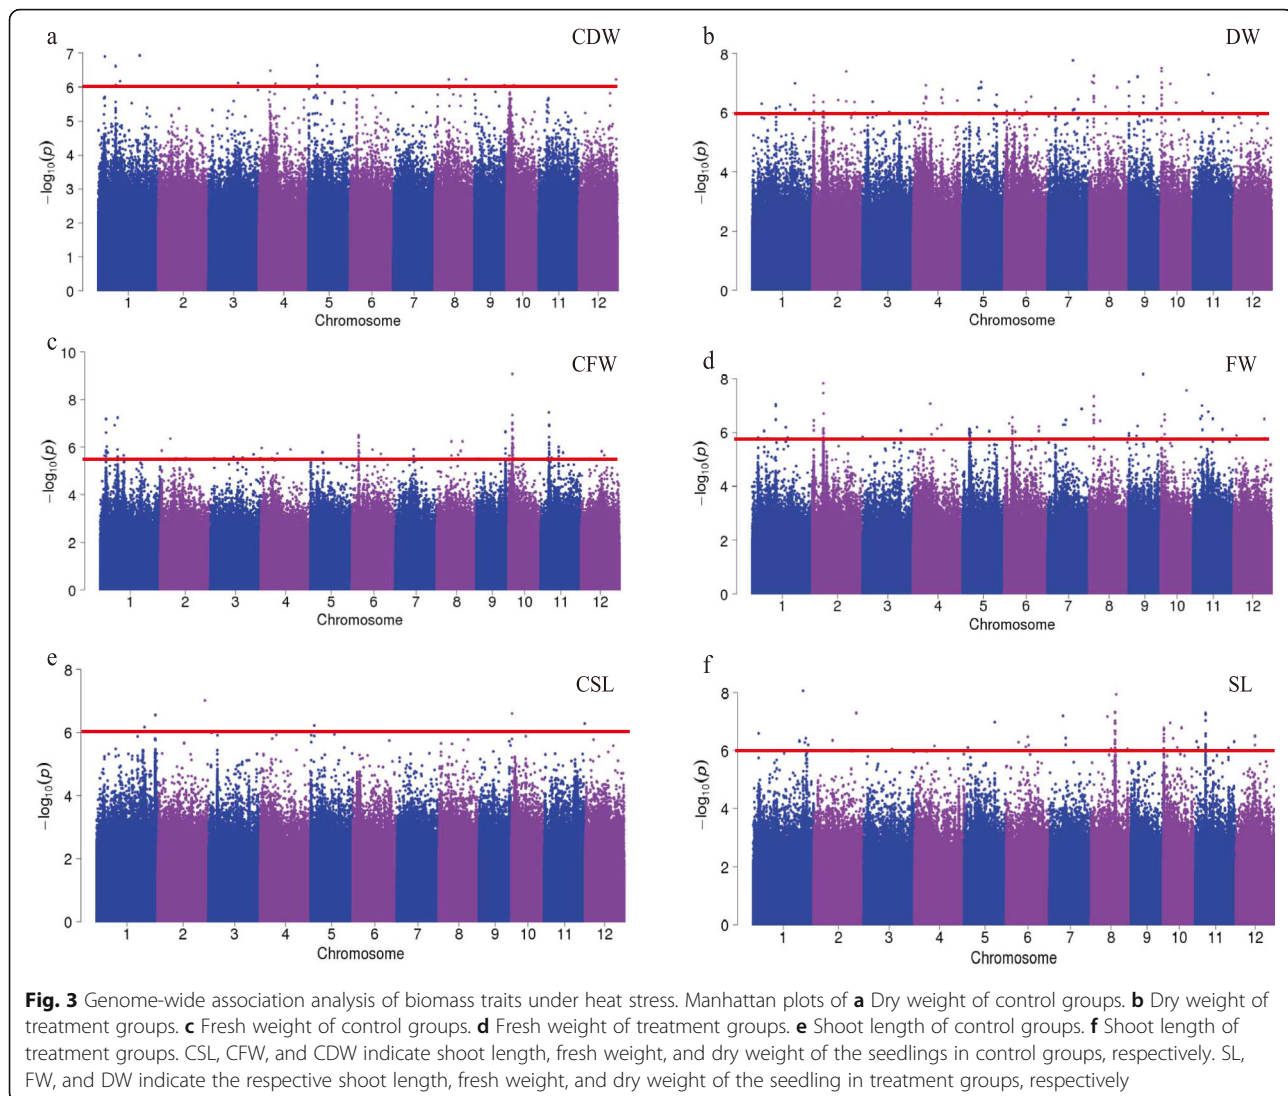 a
CDW
7
6
5
4
3
2
1
0
−log10(p)
1 2 3 4 5 6 7 8 9 10 11 12
Chromosome
b
DW
8
6
4
2
0
−log10(p)
1 2 3 4 5 6 7 8 9 10 11 12
Chromosome
c
CFW
10
8
6
4
2
0
−log10(p)
1 2 3 4 5 6 7 8 9 10 11 12
Chromosome
d
FW
8
6
4
2
0
−log10(p)
1 2 3 4 5 6 7 8 9 10 11 12
Chromosome
e
CSL
8
6
4
2
0
−log10(p)
1 2 3 4 5 6 7 8 9 10 11 12
Chromosome
f
SL
8
6
4
2
0
−log10(p)
1 2 3 4 5 6 7 8 9 10 11 12
Chromosome
Fig. 3 Genome-wide association analysis of biomass traits under heat stress. Manhattan plots of a Dry weight of control groups. b Dry weight of
treatment groups. c Fresh weight of control groups. d Fresh weight of treatment groups. e Shoot length of control groups. f Shoot length of
treatment groups. CSL, CFW, and CDW indicate shoot length, fresh weight, and dry weight of the seedlings in control groups, respectively. SL,
FW, and DW indicate the respective shoot length, fresh weight, and dry weight of the seedling in treatment groups, respectively